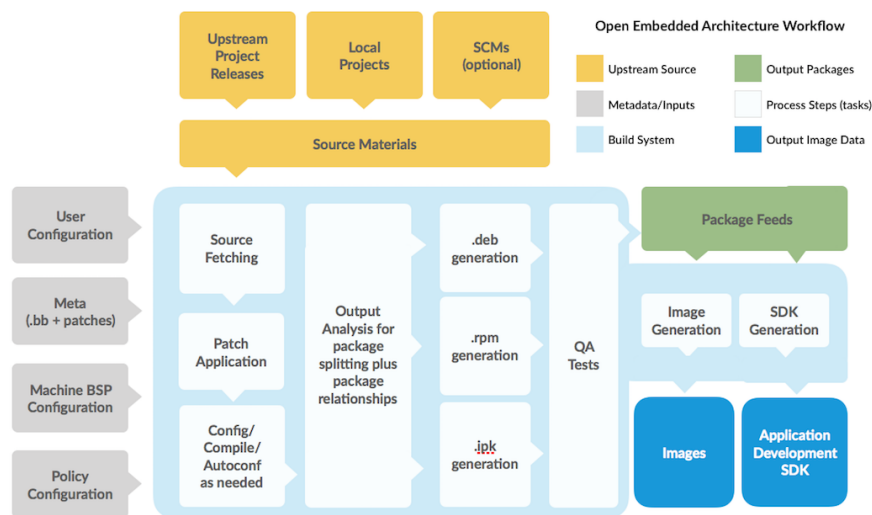 Open Embedded Architecture Workflow
Upstream Source
Output Packages
Metadata/Inputs
Process Steps (tasks)
Build System
Output Image Data
Upstream
Project
Releases
Local
Projects
SCMs
(optional)
Source Materials
User
Configuration
Meta
(.bb + patches)
Machine BSP
Configuration
Policy
Configuration
Source
Fetching
Patch
Application
Config/
Compile/
Autoconf
as needed
Output
Analysis for
package
splitting plus
package
relationships
.deb
generation
.rpm
generation
.ipk
generation
QA
Tests
Package Feeds
Image
Generation
SDK
Generation
Images
Application
Development
SDK